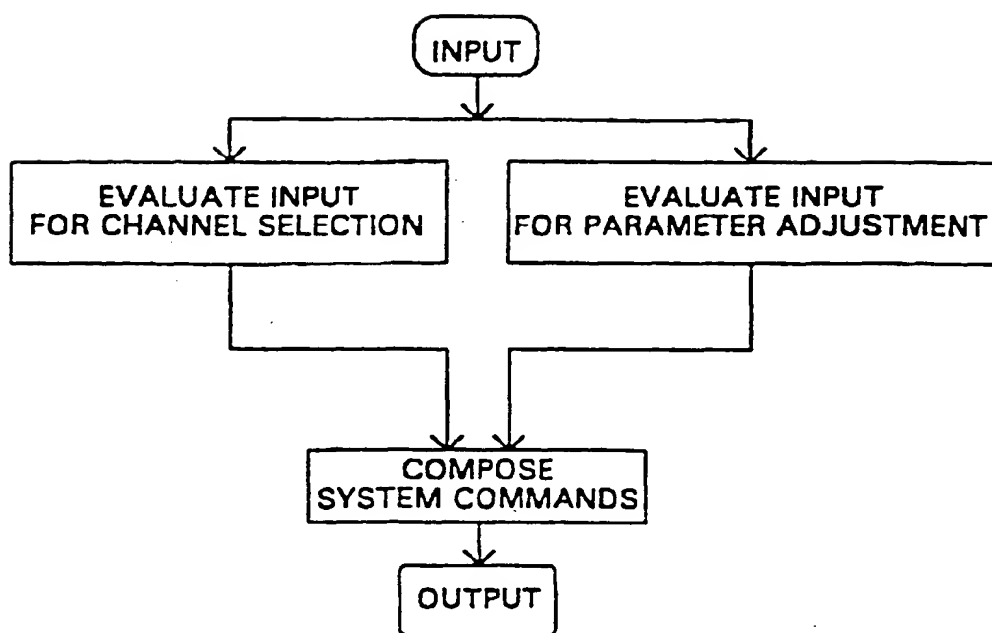 INPUT
EVALUATE INPUT
FOR CHANNEL SELECTION
EVALUATE INPUT
FOR PARAMETER ADJUSTMENT
COMPOSE
SYSTEM COMMANDS
OUTPUT